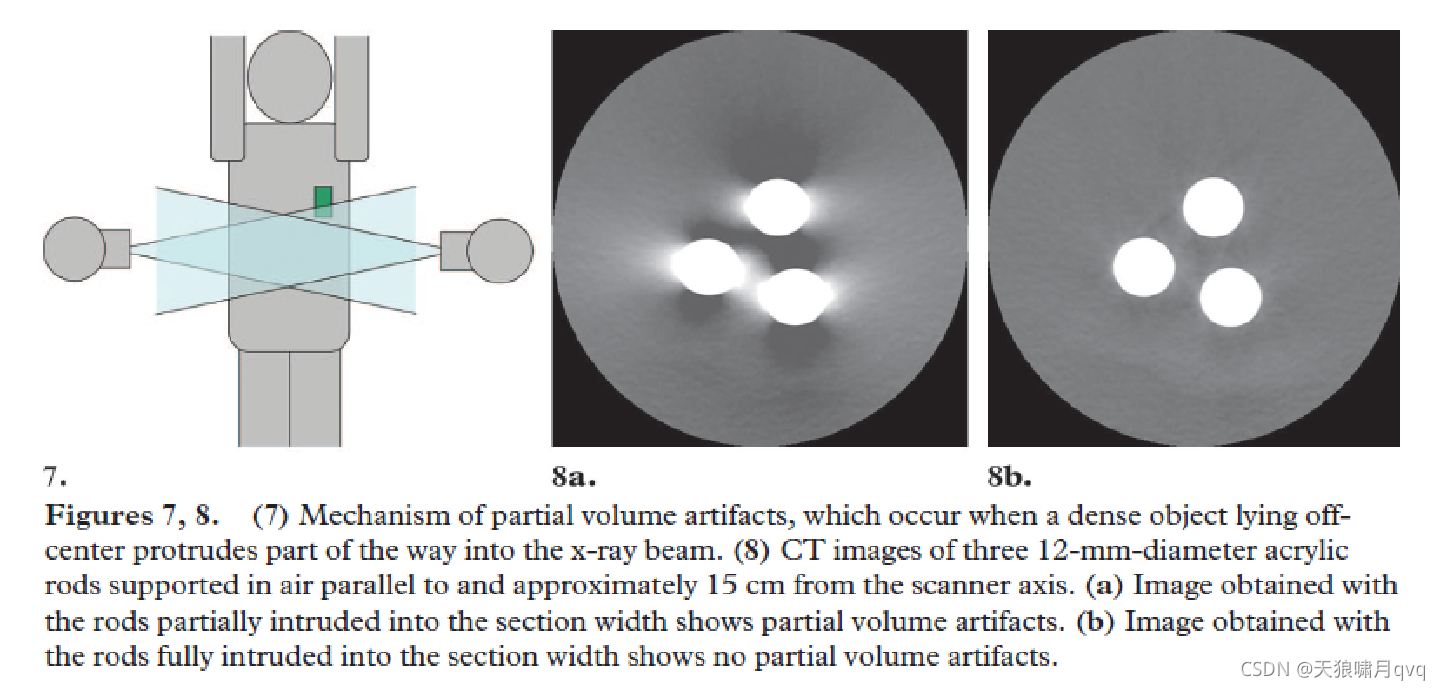 7.
8a.
8b.
Figures 7, 8. (7) Mechanism of partial volume artifacts, which occur when a dense object lying off-
center protrudes part of the way into the x-ray beam. (8) CT images of three 12-mm-diameter acrylic
rods supported in air parallel to and approximately 15 cm from the scanner axis. (a) Image obtained with
the rods partially intruded into the section width shows partial volume artifacts. (b) Image obtained with
the rods fully intruded into the section width shows no partial volume artifacts.
CSDN @天狼啸月qvq